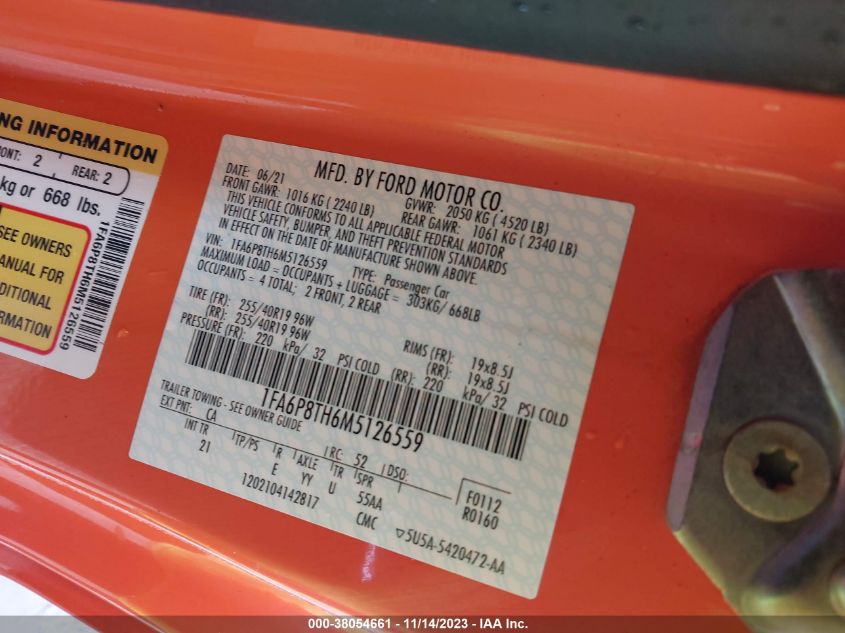 NG INFORMATION
ONT: 2 REAR: 2
kg or 668 lbs.
SEE OWNERS
ANUAL FOR
DITIONAL
ORMATION
1FA6P8TH6M5126559
MFD. BY FORD MOTOR CO.
DATE: 06/21 GVWR: 2050 KG ( 4520 LB)
FRONT GAWR: 1016 KG ( 2240 LB) REAR GAWR: 1061 KG ( 2340 LB)
THIS VEHICLE CONFORMS TO ALL APPLICABLE FEDERAL MOTOR
VEHICLE SAFETY, BUMPER, AND THEFT PREVENTION STANDARDS
IN EFFECT ON THE DATE OF MANUFACTURE SHOWN ABOVE.
VIN: 1FA6P8TH6M5126559 TYPE: Passenger Car
MAXIMUM LOAD = OCCUPANTS + LUGGAGE = 303KG/ 668LB
OCCUPANTS = 4 TOTAL; 2 FRONT, 2 REAR
TIRE (FR): 255/40R19 96W RIMS (FR): 19x8.5J
(RR): 255/40R19 96W (RR): 19x8.5J
PRESSURE (FR): 220 kPa/ 32 PSI COLD (RR): 220 kPa/ 32 PSI COLD
1FA6P8TH6M5126559
TRAILER TOWING - SEE OWNER GUIDE
EXT PNT: CA RC: 52 DSO:
INT TR TP/PS R AXLE TR SPR
21 E YY U 55AA
1202104142817 CMC
F0112
R0160
5U5A-5420472-AA
000-38054661 - 11/14/2023 - IAA Inc.